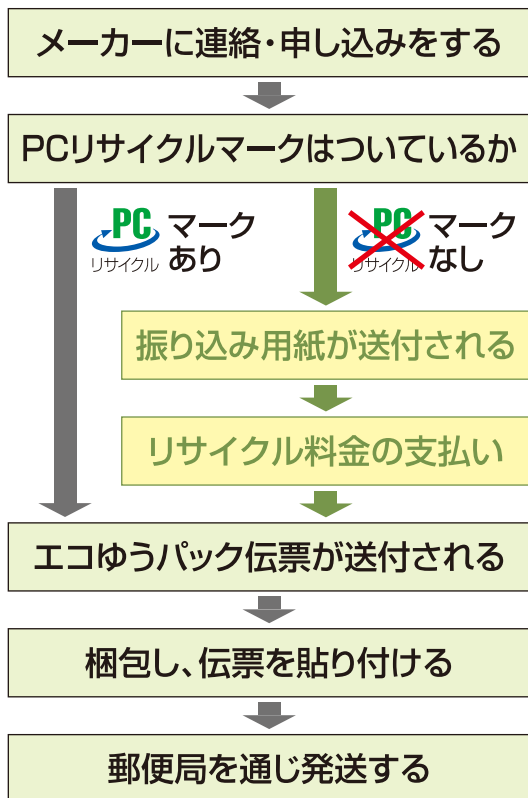 メーカーに連絡・申し込みをする
PCリサイクルマークはついているか
PC
リサイクル
マーク
あり
PC
リサイクル
マーク
なし
振り込み用紙が送付される
リサイクル料金の支払い
エコゆうパック伝票が送付される
梱包し、伝票を貼り付ける
郵便局を通じ発送する